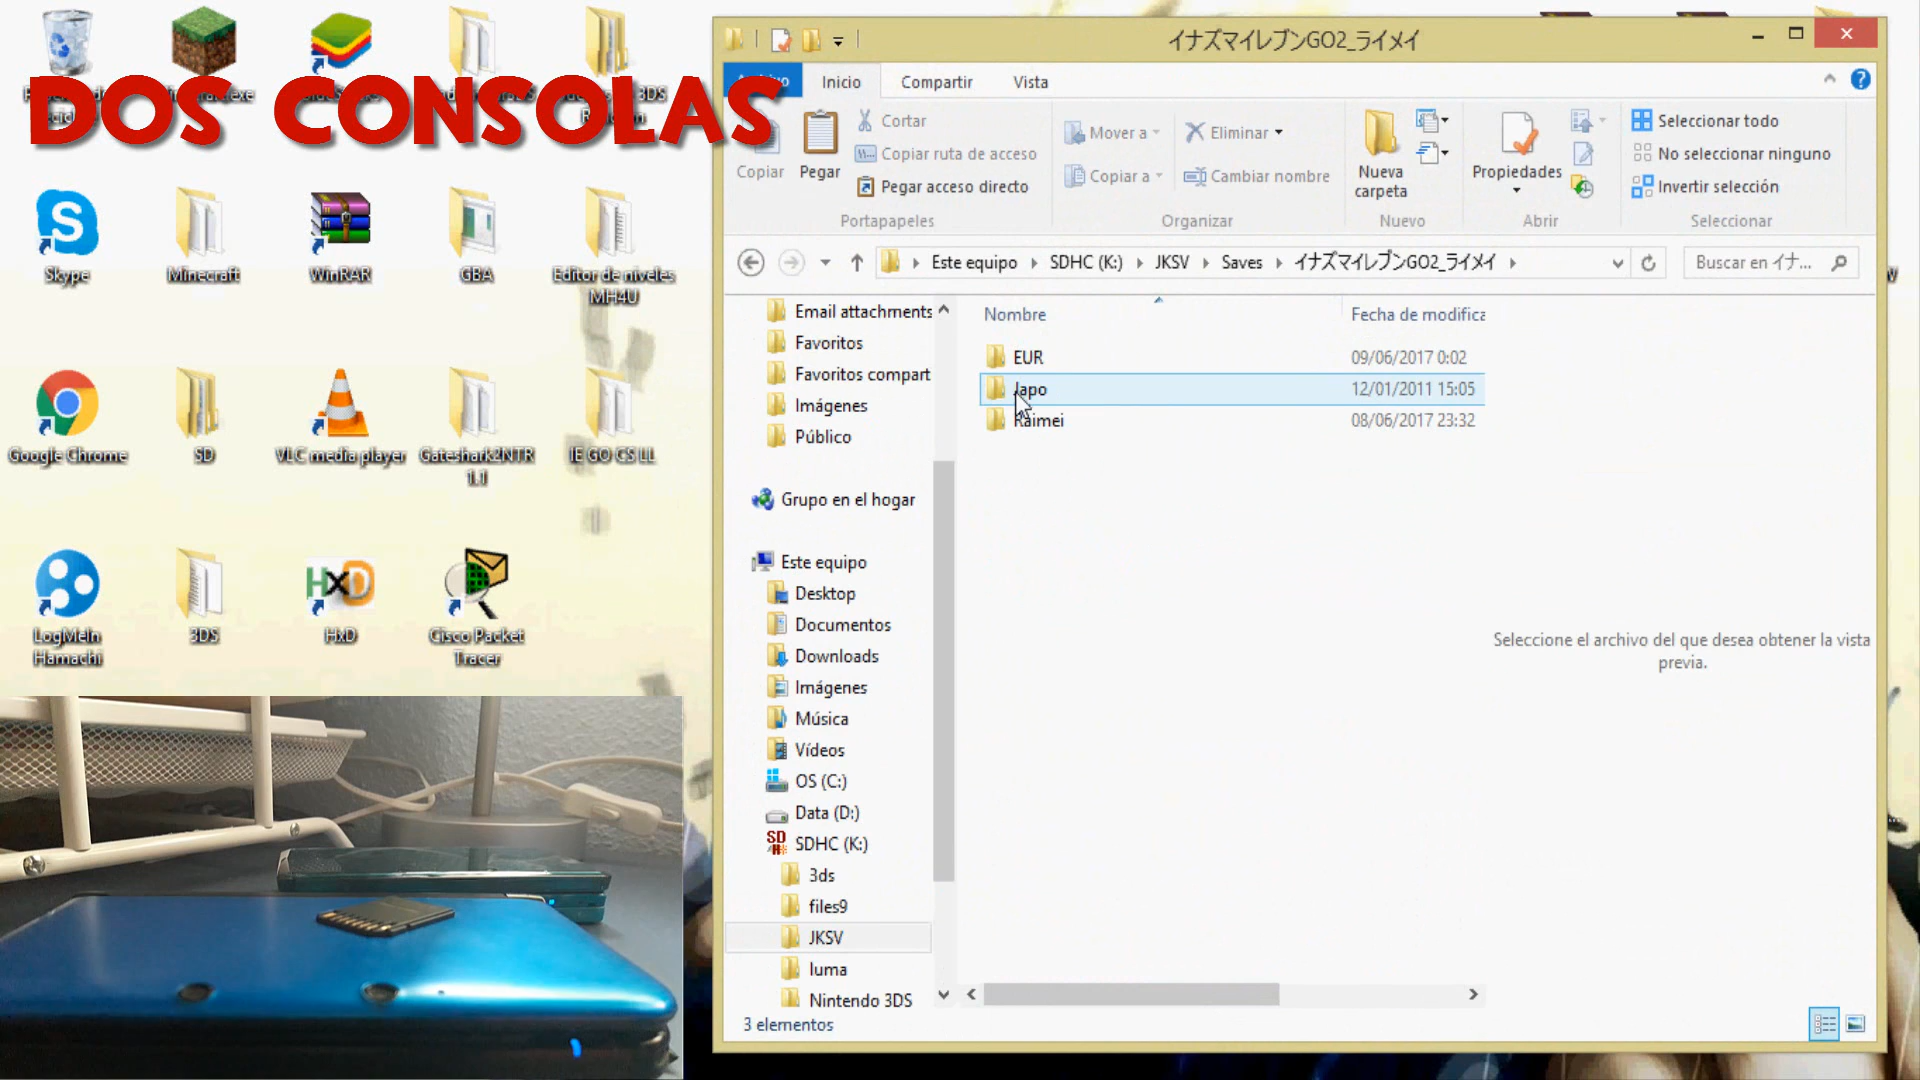 DOS CONSOLAS
Skype
Minecraft
WinRAR
GBA
Editor de niveles
MH4U
Google Chrome
SD
VLC media player
Gateshark2NTR
1.1
IE GO CS LL
LogMeIn
Hamachi
3DS
HxD
Cisco Packet
Tracer
イナズマイレブンGO2_ライメイ
Inicio
Compartir
Vista
Copiar
Pegar
Cortar
Copiar ruta de acceso
Pegar acceso directo
Portapapeles
Mover a
Copiar a
Eliminar
Cambiar nombre
Organizar
Nueva
carpeta
Nuevo
Propiedades
Abrir
Seleccionar todo
No seleccionar ninguno
Invertir selección
Seleccionar
Este equipo
SDHC (K:)
JKSV
Saves
イナズマイレブンGO2_ライメイ
Buscar en イナ...
Email attachments
Favoritos
Favoritos compart
Imágenes
Público
Grupo en el hogar
Este equipo
Desktop
Documentos
Downloads
Imágenes
Música
Vídeos
OS (C:)
Data (D:)
SDHC (K:)
3ds
files9
JKSV
luma
Nintendo 3DS
Nombre
Fecha de modifica
EUR
09/06/2017 0:02
Japo
12/01/2011 15:05
Raimei
08/06/2017 23:32
Seleccione el archivo del que desea obtener la vista
previa.
3 elementos